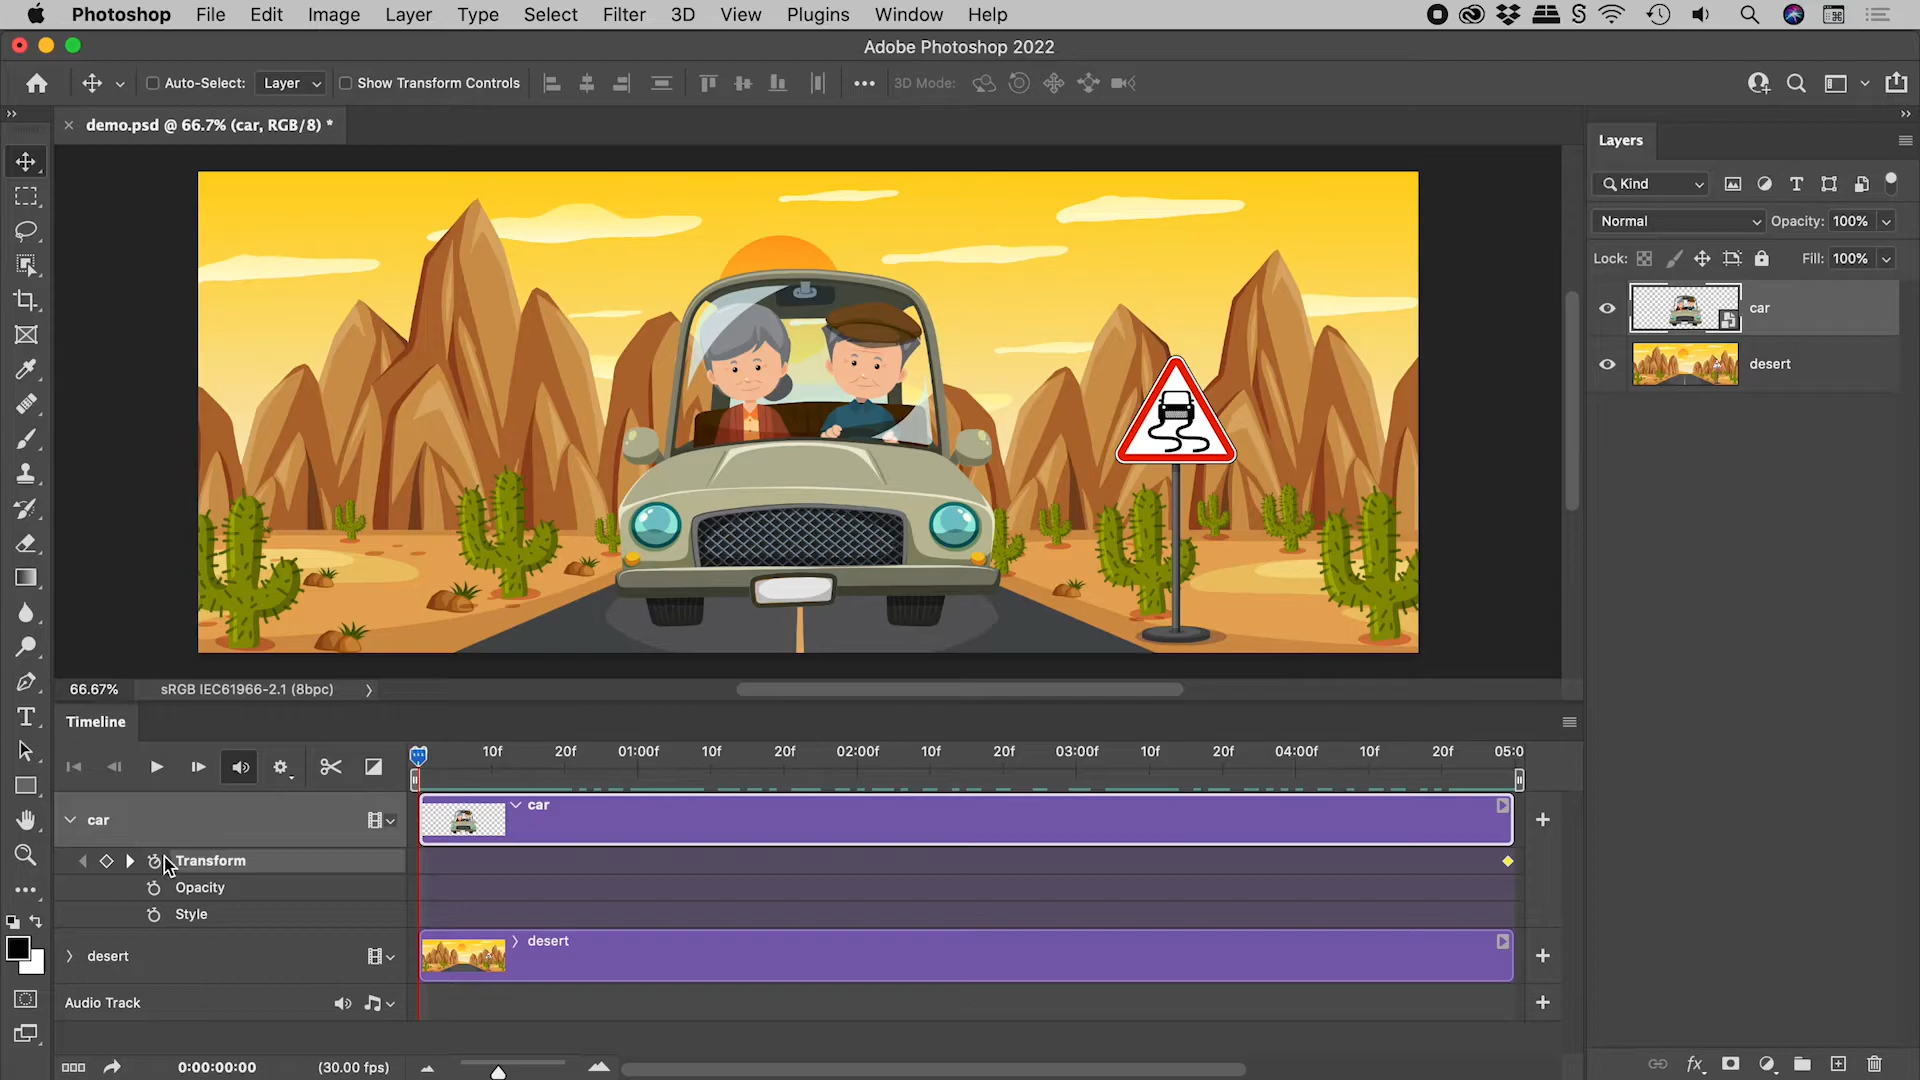 Photoshop File Edit Image Layer Type Select Filter 3D View Plugins Window Help
Adobe Photoshop 2022
Auto-Select: Layer Show Transform Controls 3D Mode:
demo.psd @ 66.7% (car, RGB/8) *
Layers
Kind
Normal Opacity: 100%
Lock: Fill: 100%
car
desert
66.67% sRGB IEC61966-2.1 (8bpc)
Timeline
10f 20f 01:00f 10f 20f 02:00f 10f 20f 03:00f 10f 20f 04:00f 10f 20f 05:0
car car
Transform
Opacity
Style
desert desert
Audio Track
0:00:00:00 (30.00 fps)